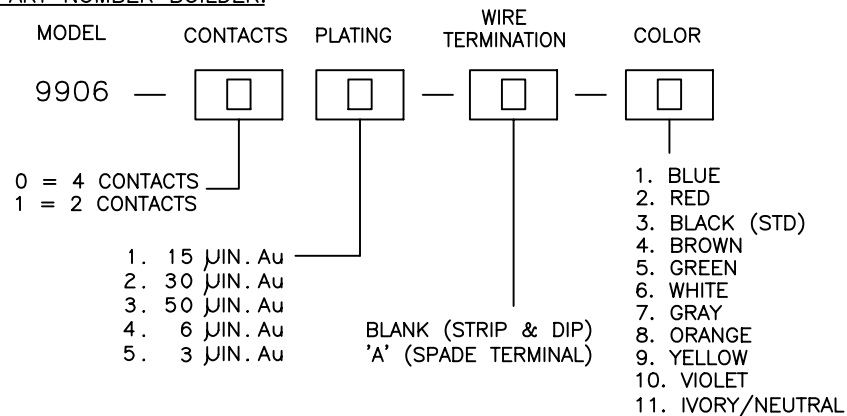 PART NUMBER BUILDER:
MODEL CONTACTS PLATING WIRE TERMINATION COLOR
9906 — — —
0 = 4 CONTACTS
1 = 2 CONTACTS
1. 15 µIN.Au
2. 30 µIN.Au
3. 50 µIN.Au
4. 6 µIN.Au
5. 3 µIN.Au
BLANK (STRIP & DIP)
'A' (SPADE TERMINAL)
1. BLUE
2. RED
3. BLACK (STD)
4. BROWN
5. GREEN
6. WHITE
7. GRAY
8. ORANGE
9. YELLOW
10. VIOLET
11. IVORY/NEUTRAL